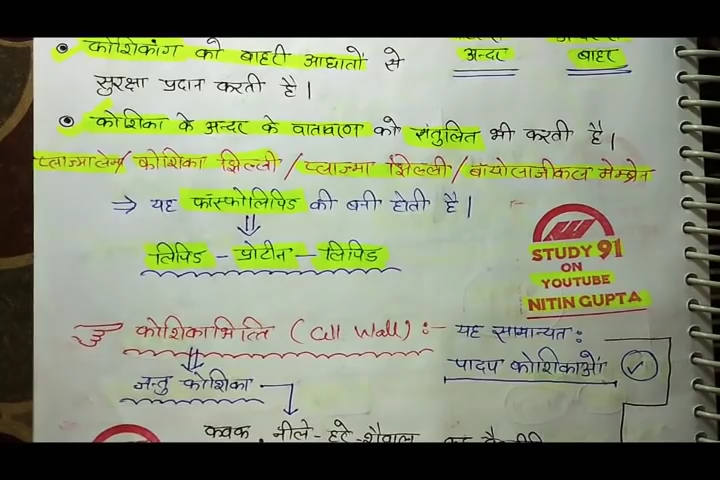 अन्दर बाहर
• कोशिकांग को बाहरी आघातों से
सुरक्षा प्रदान करती है।
• कोशिका के अन्दर के वातावरण को संतुलित भी करती है।
प्लाज्मालेमा/कोशिका झिल्ली/प्लाज्मा झिल्ली/बॉयोलाजीकल मेम्ब्रेन
⇒ यह फॉस्फोलिपिड की बनी होती है।
लिपिड - प्रोटीन - लिपिड
STUDY 91
ON
YOUTUBE
NITIN GUPTA
कोशिकाभित्ति (Cell Wall) :- यह सामान्यत:
पादप कोशिकाओं
जन्तु कोशिका
कवक, नीले-हरे-शैवाल